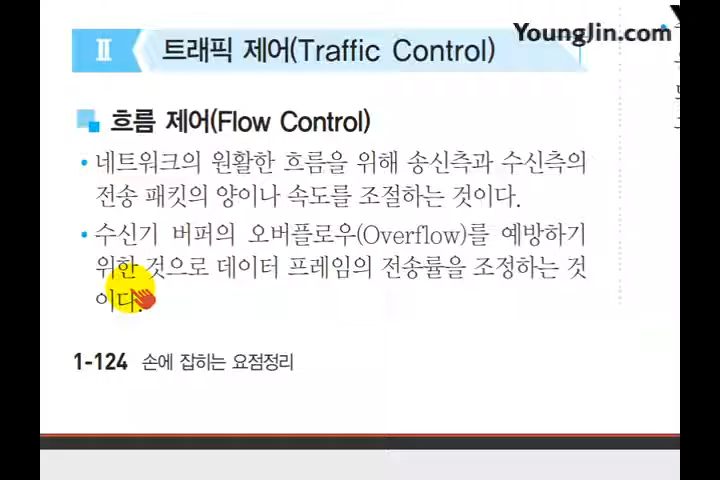 YoungJin.com
Ⅱ 트래픽 제어(Traffic Control)
흐름 제어(Flow Control)
• 네트워크의 원활한 흐름을 위해 송신측과 수신측의
전송 패킷의 양이나 속도를 조절하는 것이다.
• 수신기 버퍼의 오버플로우(Overflow)를 예방하기
위한 것으로 데이터 프레임의 전송률을 조정하는 것
이다.
1-124 손에 잡히는 요점정리